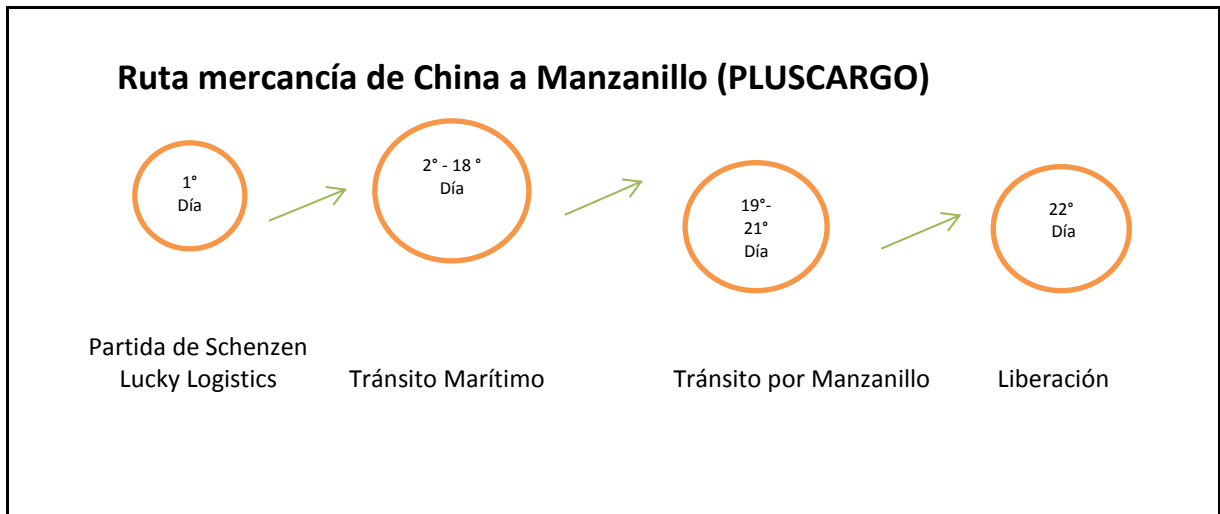 Ruta mercancía de China a Manzanillo (PLUSCARGO)
1°
Día
2° - 18 °
Día
19°-
21°
Día
22°
Día
Partida de Schenzen
Lucky Logistics
Tránsito Marítimo
Tránsito por Manzanillo
Liberación